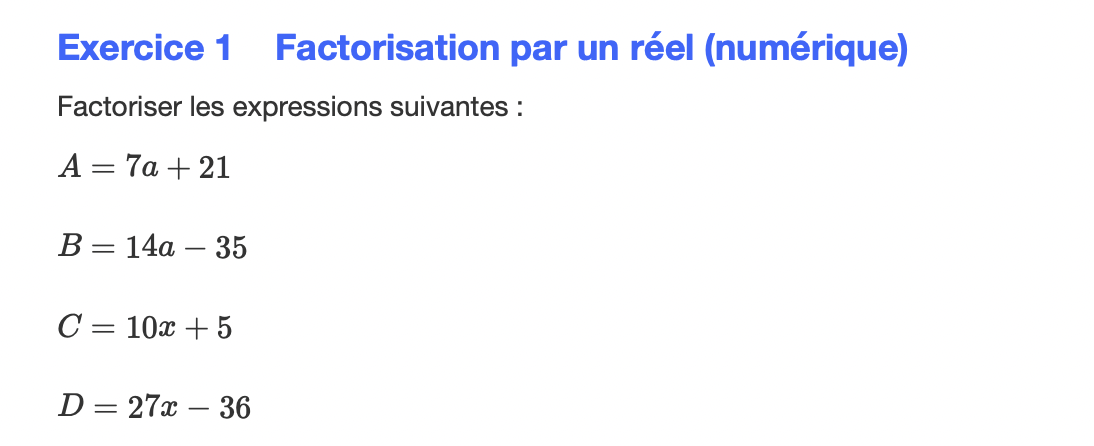 Exercice 1 Factorisation par un réel (numérique)
Factoriser les expressions suivantes :
A = 7a + 21
B = 14a − 35
C = 10x + 5
D = 27x − 36